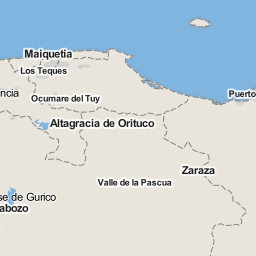 Maiquetia
Los Teques
Puerto
ncia
Ocumare del Tuy
Altagracia de Orituco
Zaraza
Valle de la Pascua
se de Gurico
abozo